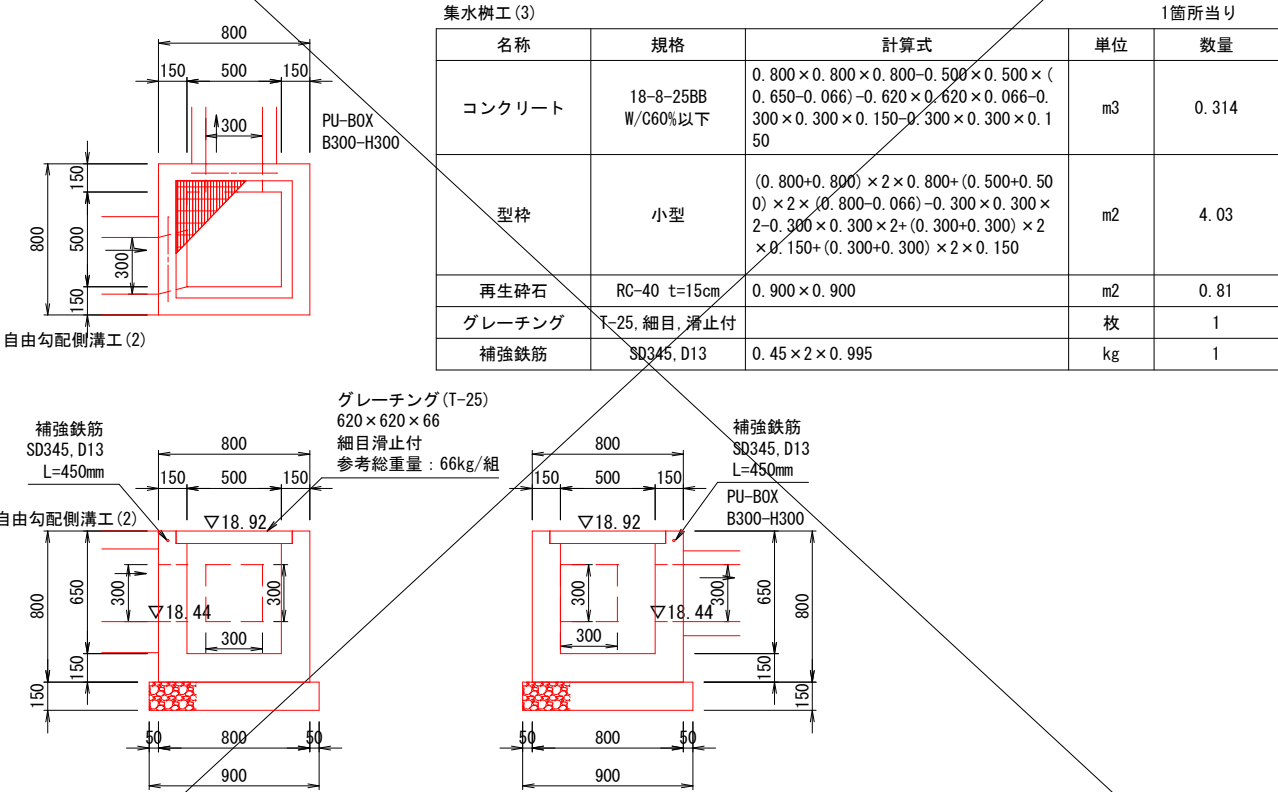 集水桝工(3)
1箇所当り
名称 規格 計算式 単位 数量
コンクリート
18-8-25BB
W/C60%以下
0.800×0.800×0.800-0.500×0.500×(
0.650-0.066)-0.620×0.620×0.066-0.
300×0.300×0.150-0.300×0.300×0.1
50
m3
0.314
型枠
小型
(0.800+0.800)×2×0.800+(0.500+0.50
0)×2×(0.800-0.066)-0.300×0.300×
2-0.300×0.300×2+(0.300+0.300)×2
×0.150+(0.300+0.300)×2×0.150
m2
4.03
再生砕石 RC-40 t=15cm 0.900×0.900 m2 0.81
グレーチング T-25,細目,滑止付 枚 1
補強鉄筋 SD345,D13 0.45×2×0.995 kg 1
800
150 500 150
300
PU-BOX
B300-H300
150
800
500
300
150
自由勾配側溝工(2)
グレーチング(T-25)
620×620×66
細目滑止付
参考総重量：66kg/組
補強鉄筋
SD345,D13
L=450mm
800
150 500 150
自由勾配側溝工(2)
▽18.92
800
650
300
300
▽18.44
300
150
150
50 800 50
900
補強鉄筋
SD345,D13
L=450mm
PU-BOX
B300-H300
800
150 500 150
▽18.92
300
▽18.44
300
300
650
800
150
150
50 800 50
900